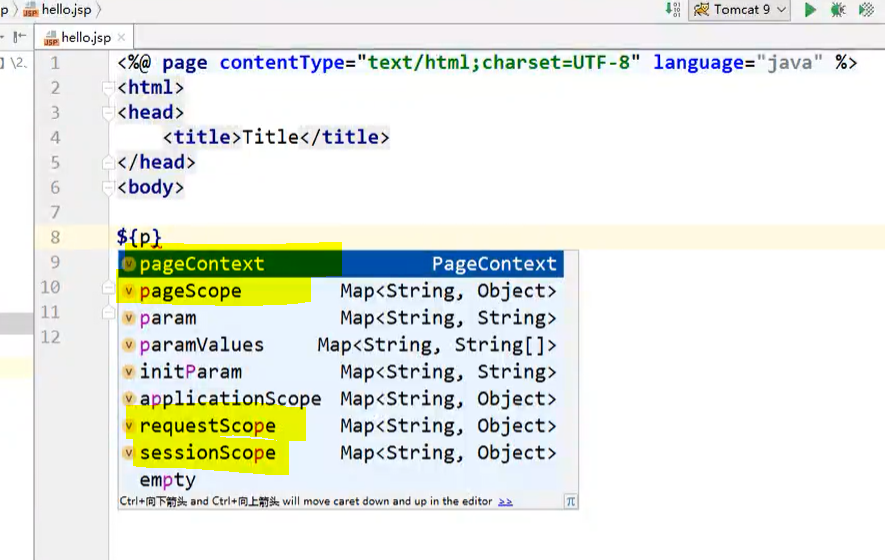 p hello.jsp Tomcat 9
hello.jsp
1 <%@ page contentType="text/html;charset=UTF-8" language="java" %>
2 <html>
3 <head>
4 <title>Title</title>
5 </head>
6 <body>
7
8 ${p}
9 pageContext PageContext
10 pageScope Map<String, Object>
11 param Map<String, String>
12 paramValues Map<String, String[]>
initParam Map<String, String>
applicationScope Map<String, Object>
requestScope Map<String, Object>
sessionScope Map<String, Object>
empty
Ctrl+向下箭头 and Ctrl+向上箭头 will move caret down and up in the editor >> π